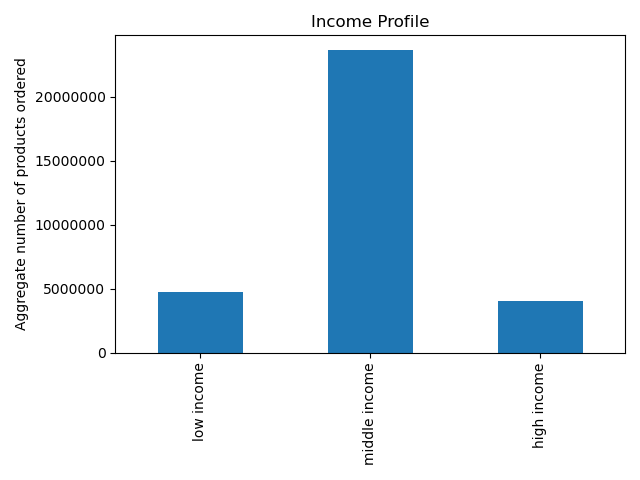 Income Profile
Aggregate number of products ordered
20000000
15000000
10000000
5000000
0
low income
middle income
high income